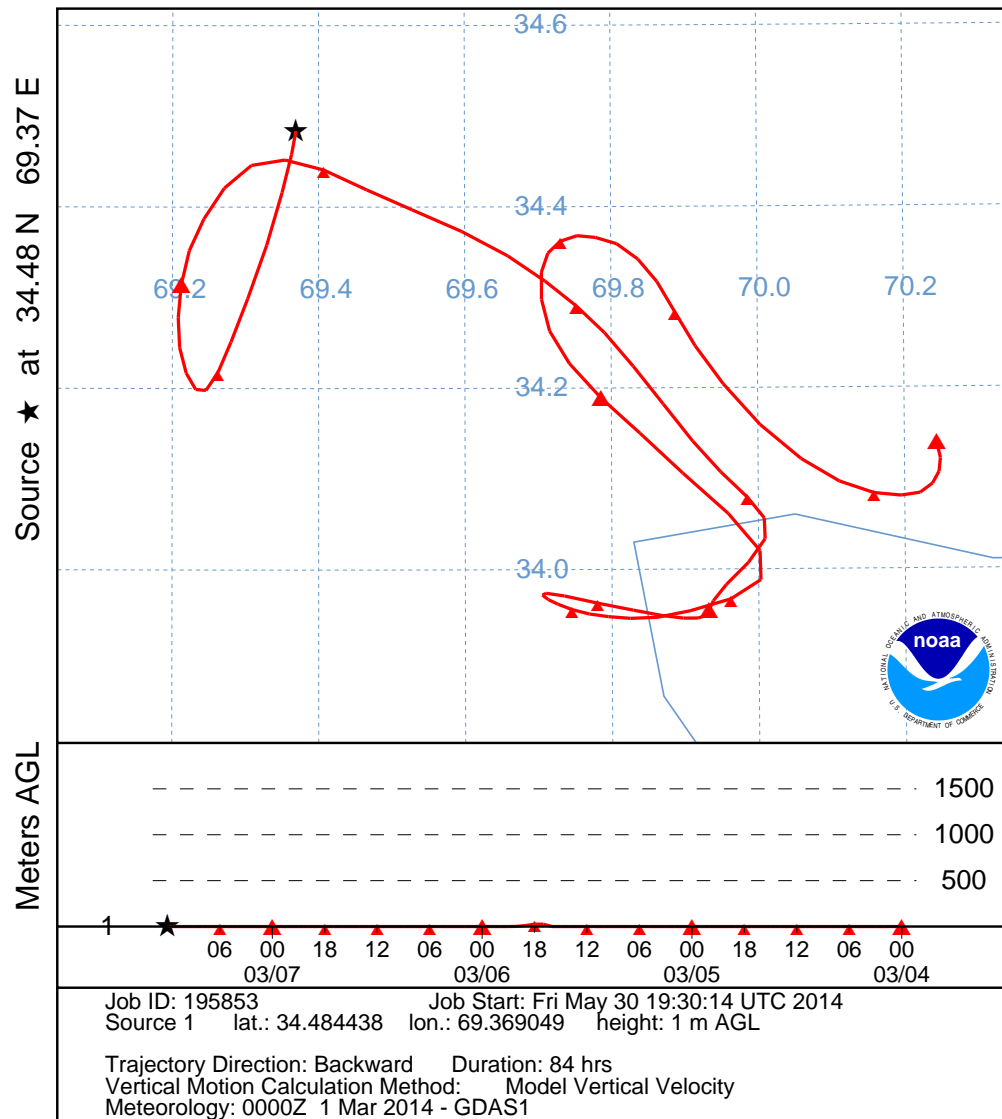 Source ★ at 34.48 N 69.37 E
34.6
34.4
69.2 69.4 69.6 69.8 70.0 70.2
34.2
34.0
NATIONAL OCEANIC AND ATMOSPHERIC ADMINISTRATION
noaa
U.S. DEPARTMENT OF COMMERCE
Meters AGL
1500
1000
500
1
06 00 18 12 06 00 18 12 06 00 18 12 06 00
03/07 03/06 03/05 03/04
Job ID: 195853 Job Start: Fri May 30 19:30:14 UTC 2014
Source 1 lat.: 34.484438 lon.: 69.369049 height: 1 m AGL
Trajectory Direction: Backward Duration: 84 hrs
Vertical Motion Calculation Method: Model Vertical Velocity
Meteorology: 0000Z 1 Mar 2014 - GDAS1